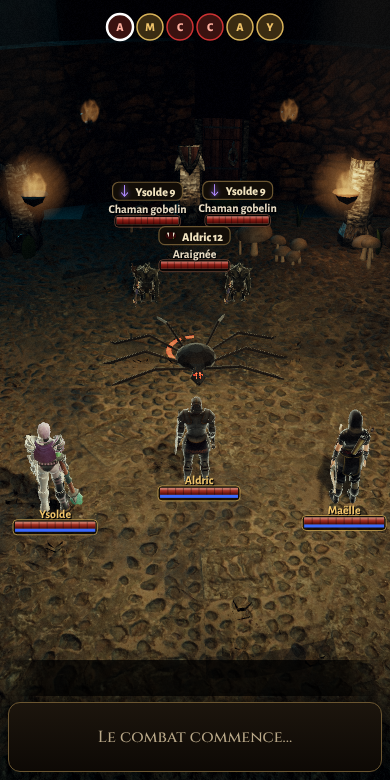 A M C C A Y
Ysolde 9 Ysolde 9
Chaman gobelin Chaman gobelin
Aldric 12
Araignée
Aldric
Ysolde Maëlle
Le combat commence...